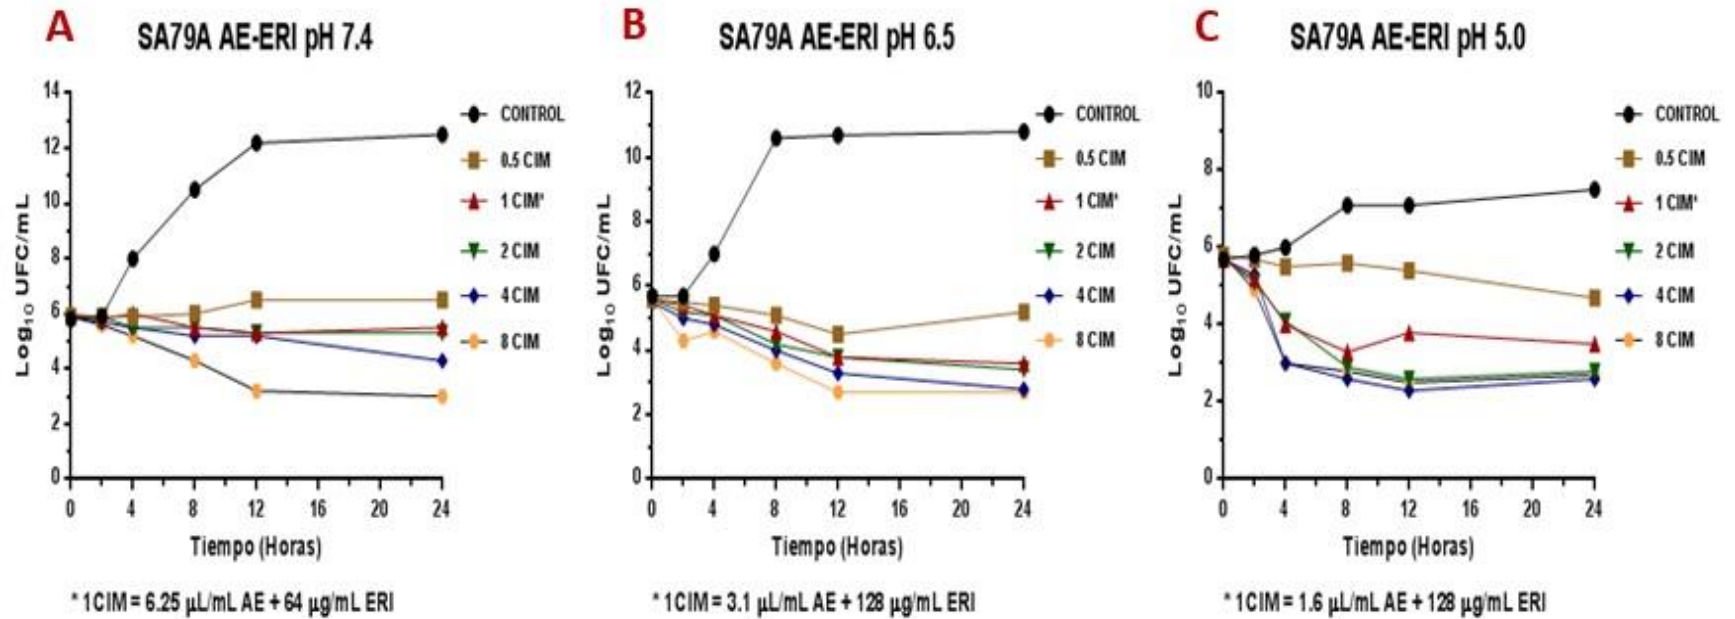 A
SA79A AE-ERI pH 7.4
14
12
10
8
6
4
2
0
Log₁₀ UFC/mL
0 4 8 12 16 20 24
Tiempo (Horas)
CONTROL
0.5 CIM
1 CIM*
2 CIM
4 CIM
8 CIM
* 1CIM = 6.25 µL/mL AE + 64 µg/mL ERI
B
SA79A AE-ERI pH 6.5
12
10
8
6
4
2
0
Log₁₀ UFC/mL
0 4 8 12 16 20 24
Tiempo (Horas)
CONTROL
0.5 CIM
1 CIM*
2 CIM
4 CIM
8 CIM
* 1CIM = 3.1 µL/mL AE + 128 µg/mL ERI
C
SA79A AE-ERI pH 5.0
10
8
6
4
2
0
Log₁₀ UFC/mL
0 4 8 12 16 20 24
Tiempo (Horas)
CONTROL
0.5 CIM
1 CIM*
2 CIM
4 CIM
8 CIM
* 1CIM = 1.6 µL/mL AE + 128 µg/mL ERI